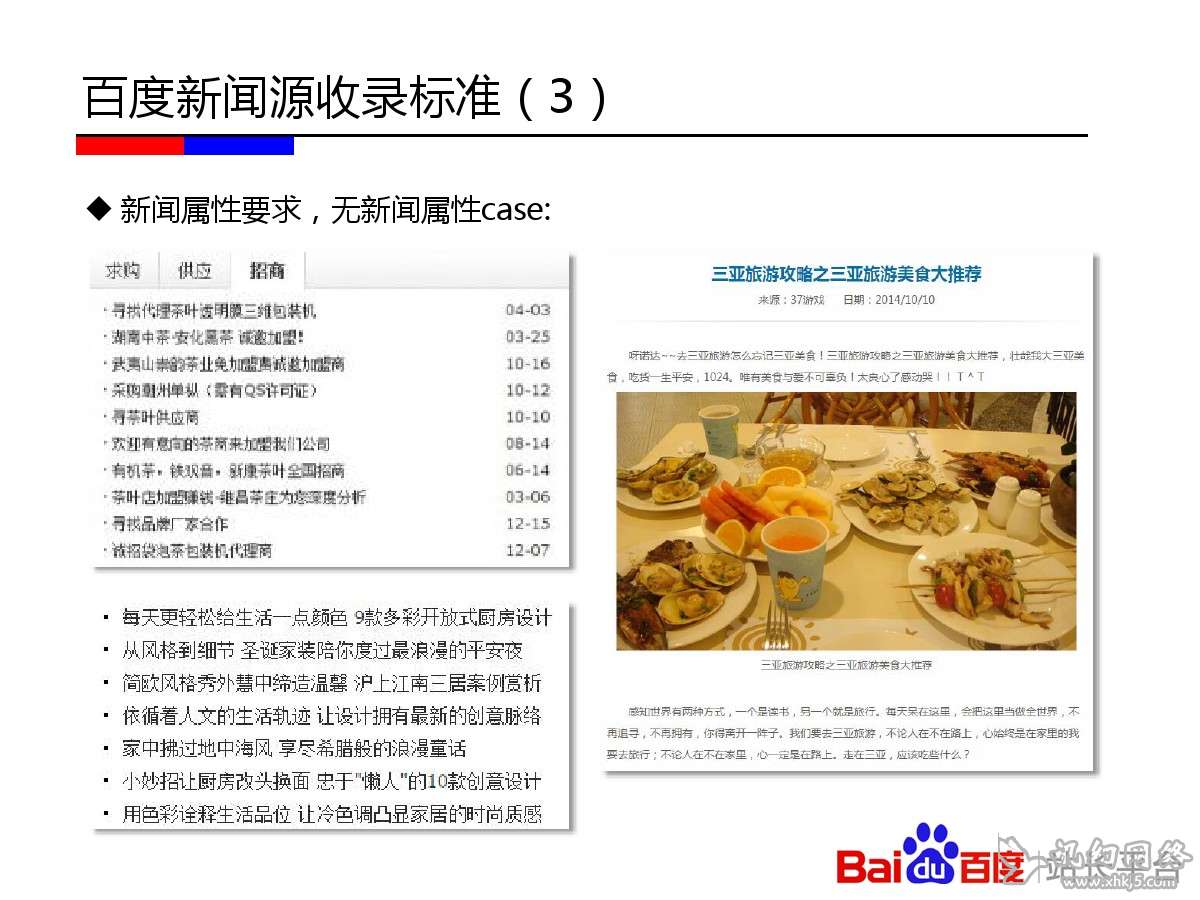 百度新闻源收录标准（3）
◆ 新闻属性要求，无新闻属性case:
求购 供应 招商
·寻找代理茶叶透明膜三维包装机 04-03
·湖南中茶·安化黑茶 诚邀加盟! 03-25
·武夷山崇韵茶业免加盟费诚邀加盟商 10-16
·采购潮州单枞（需有QS许可证） 10-12
·寻茶叶供应商 10-10
·欢迎有意向的茶商来加盟我们公司 08-14
·有机茶，铁观音，新康茶叶全国招商 06-14
·茶叶店加盟赚钱-继昌茶庄为您深度分析 03-06
·寻找品牌厂家合作 12-15
·诚招袋泡茶包装机代理商 12-07
· 每天更轻松给生活一点颜色 9款多彩开放式厨房设计
· 从风格到细节 圣诞家装陪你度过最浪漫的平安夜
· 简欧风格秀外慧中缔造温馨 沪上江南三居案例赏析
· 依循着人文的生活轨迹 让设计拥有最新的创意脉络
· 家中拂过地中海风 享尽希腊般的浪漫童话
· 小妙招让厨房改头换面 忠于"懒人"的10款创意设计
· 用色彩诠释生活品位 让冷色调凸显家居的时尚质感
三亚旅游攻略之三亚旅游美食大推荐
来源：37游戏 日期：2014/10/10
呀诺达~~去三亚旅游怎么忘记三亚美食！三亚旅游攻略之三亚旅游美食大推荐，壮哉我大三亚美
食，吃货一生平安，1024。唯有美食与爱不可辜负！太良心了感动哭！！T^T
三亚旅游攻略之三亚旅游美食大推荐
感知世界有两种方式，一个是读书，另一个就是旅行。每天呆在这里，会把这里当做全世界，不
再追寻，不再拥有，你得离开一阵子。我们要去三亚旅游，不论人在不在路上，心始终是在家里的我
要去旅行；不论人在不在家里，心一定是在路上。走在三亚，应该吃些什么？
Bai du 百度 站长平台
讯幻网络
www.xhkj5.com